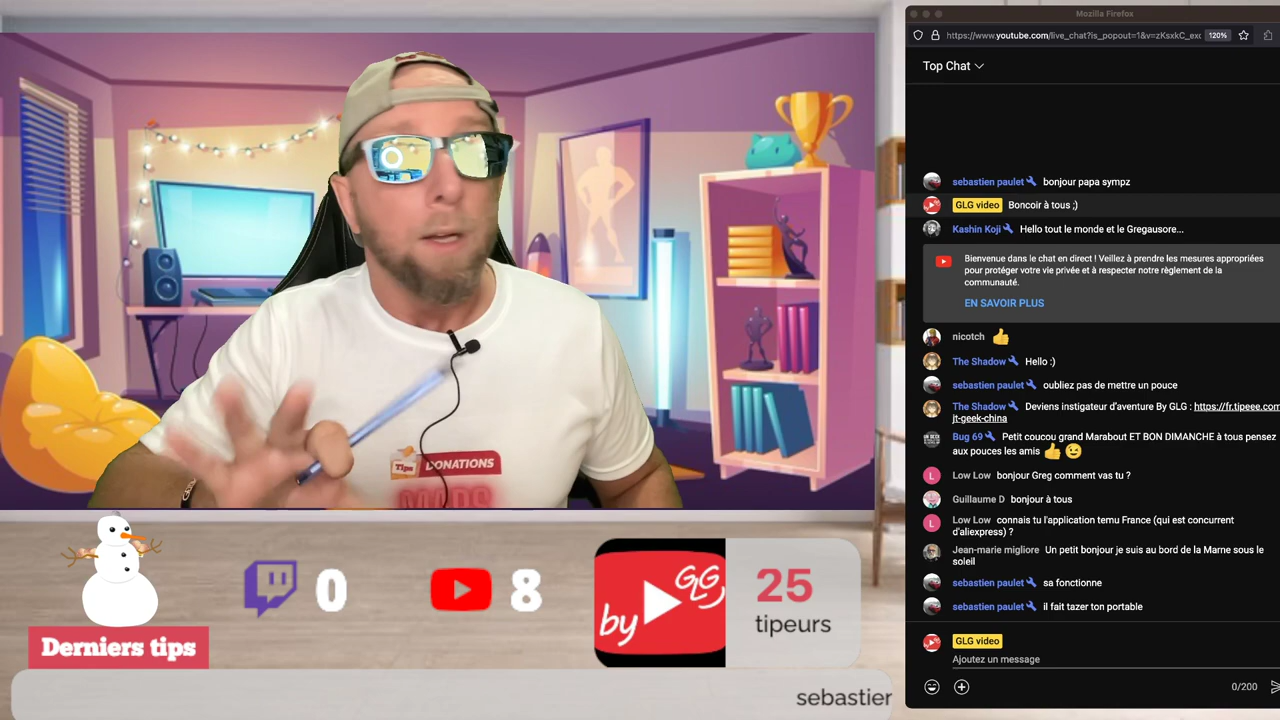 Mozilla Firefox
https://www.youtube.com/live_chat?is_popout=1&v=zKsxkC_exc
120%
Top Chat
sebastien paulet bonjour papa sympz
GLG video Boncoir à tous ;)
Kashin Koji Hello tout le monde et le Gregausore...
Bienvenue dans le chat en direct ! Veillez à prendre les mesures appropriées
pour protéger votre vie privée et à respecter notre règlement de la
communauté.
EN SAVOIR PLUS
nicotch 👍
The Shadow Hello :)
sebastien paulet oubliez pas de mettre un pouce
The Shadow Deviens instigateur d'aventure By GLG : https://fr.tipeee.com
jt-geek-china
Bug 69 Petit coucou grand Marabout ET BON DIMANCHE à tous pensez
aux pouces les amis 👍 😉
Low Low bonjour Greg comment vas tu ?
Guillaume D bonjour à tous
Low Low connais tu l'application temu France (qui est concurrent
d'aliexpress) ?
Jean-marie migliore Un petit bonjour je suis au bord de la Marne sous le
soleil
sebastien paulet sa fonctionne
sebastien paulet il fait tazer ton portable
GLG video
Ajoutez un message
0/200
Tips
DONATIONS
0
8
by GLG
25
tipeurs
Derniers tips
sebastier